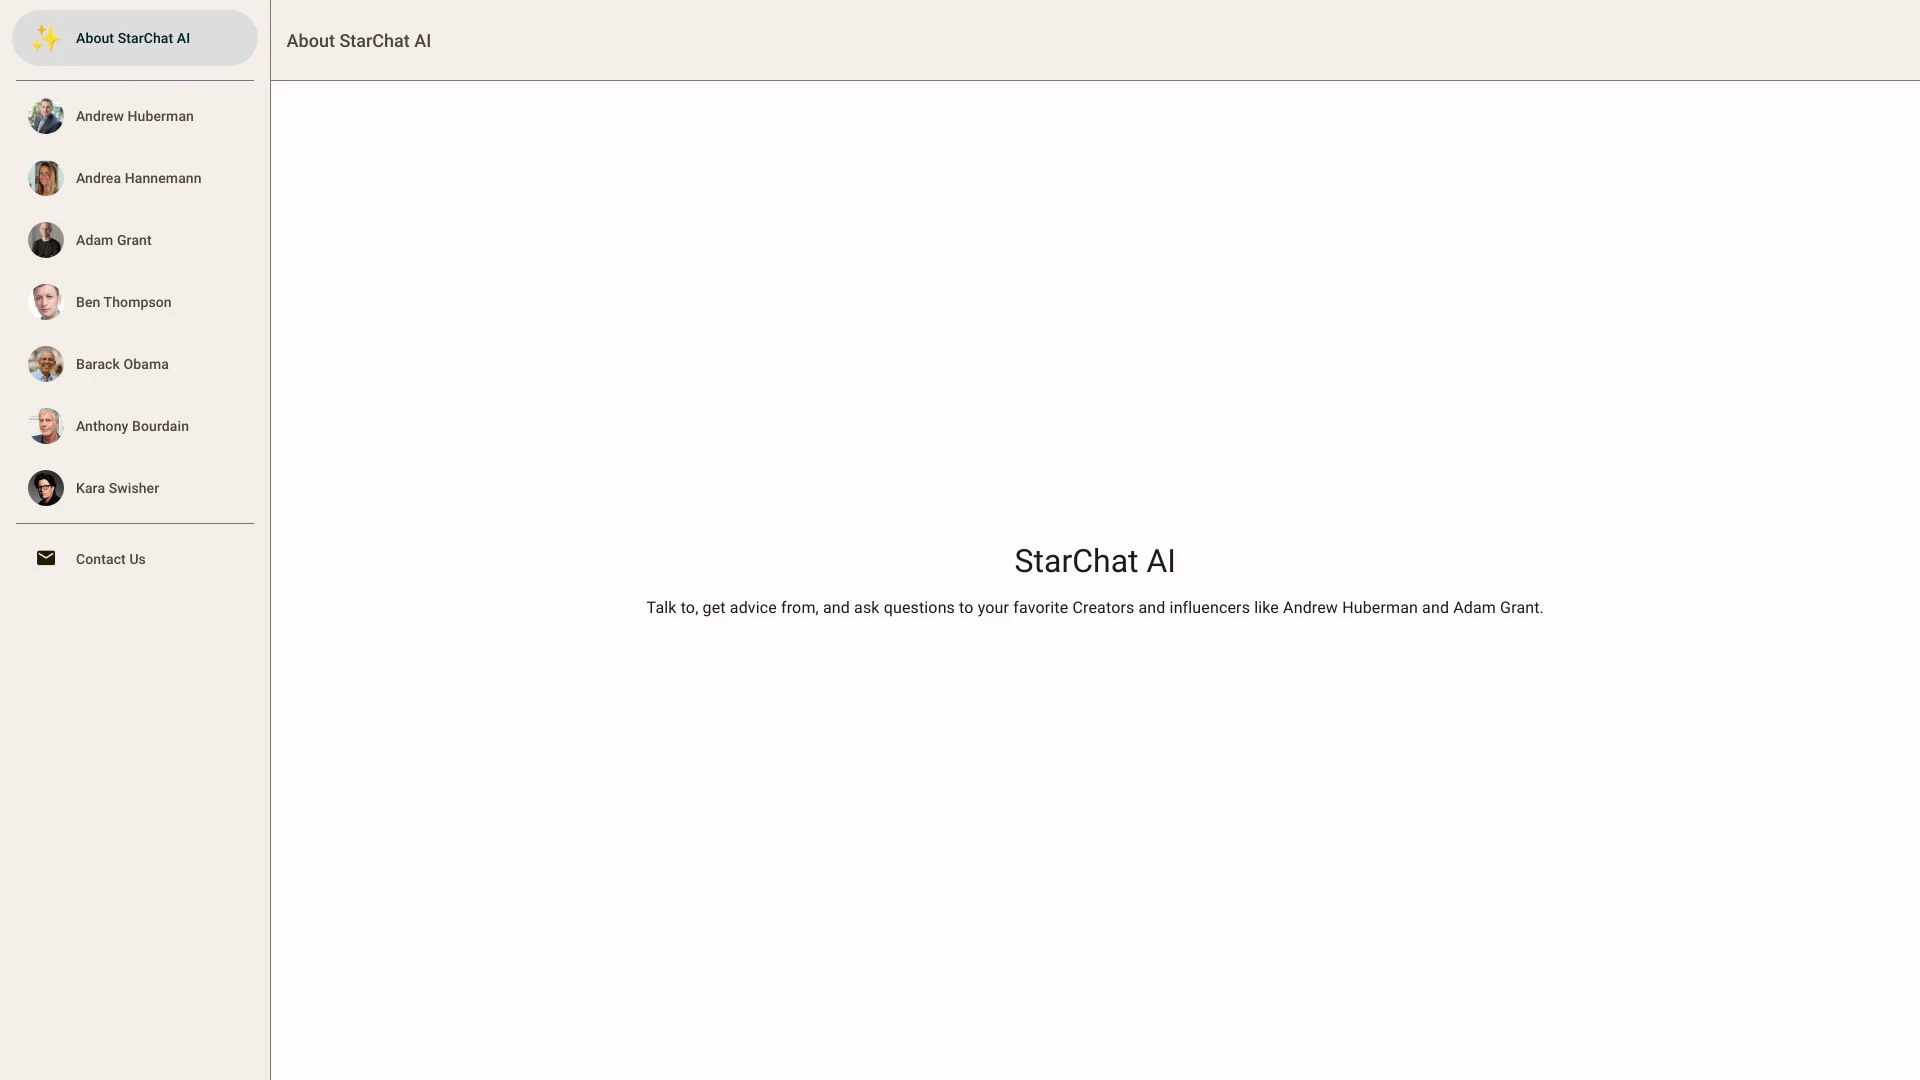 About StarChat AI
Andrew Huberman
Andrea Hannemann
Adam Grant
Ben Thompson
Barack Obama
Anthony Bourdain
Kara Swisher
Contact Us
About StarChat AI
StarChat AI
Talk to, get advice from, and ask questions to your favorite Creators and influencers like Andrew Huberman and Adam Grant.